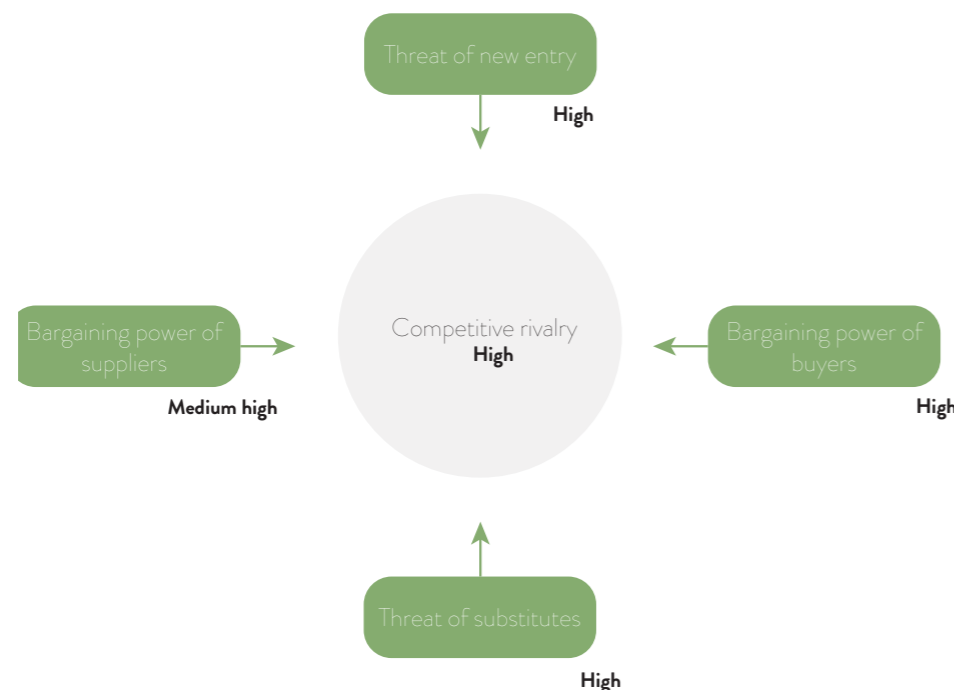 Threat of new entry
High
Bargaining power of
suppliers
Medium high
Competitive rivalry
High
Bargaining power of
buyers
High
Threat of substitutes
High